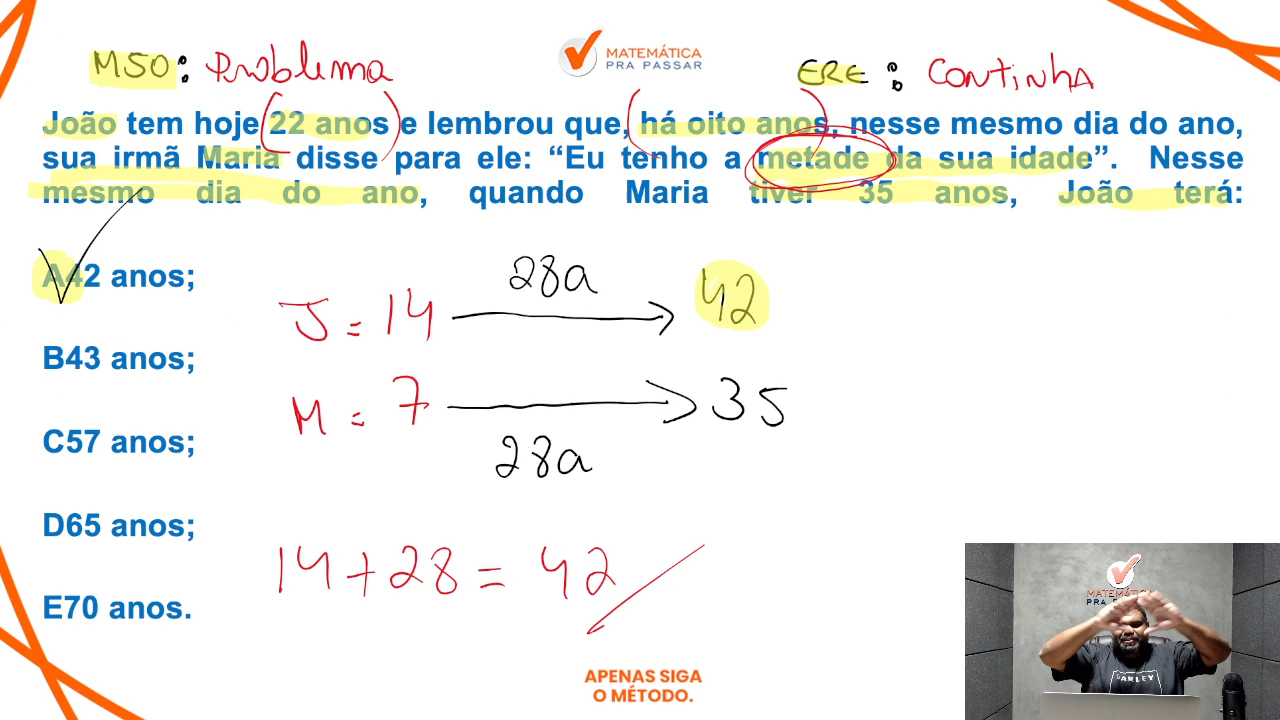 MSO: PROblema
MATEMÁTICA
PRA PASSAR
ERE: CONTINHA
João tem hoje 22 anos e lembrou que, há oito anos, nesse mesmo dia do ano,
sua irmã Maria disse para ele: “Eu tenho a metade da sua idade”. Nesse
mesmo dia do ano, quando Maria tiver 35 anos, João terá:
A42 anos;
28a
J = 14 42
B43 anos;
M = 7 35
C57 anos;
28a
D65 anos;
14+28=42
E70 anos.
MATEMÁTICA
OAKLEY
APENAS SIGA
O MÉTODO.